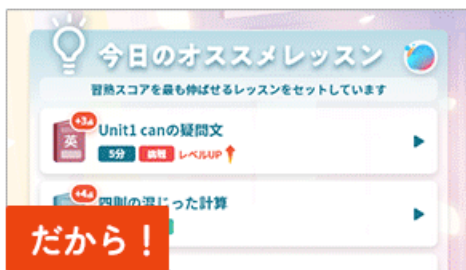 今日のオススメレッスン
習熟スコアを最も伸ばせるレッスンをセットしています
+3
英
Unit1 canの疑問文
5分 挑戦 レベルUP
+4
四則の混じった計算
だから！